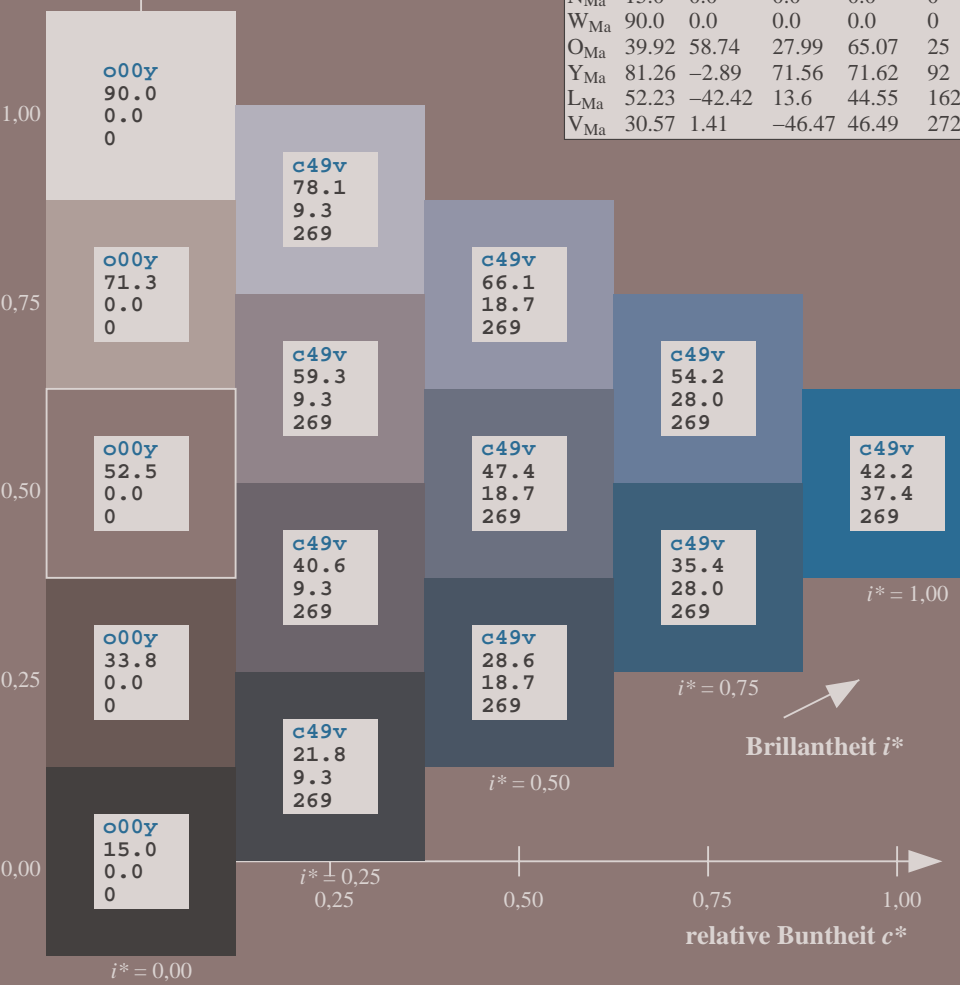 W Ma 90.0 0.0 0.0 0.0 0
O Ma 39.92 58.74 27.99 65.07 25
Y Ma 81.26 −2.89 71.56 71.62 92
L Ma 52.23 −42.42 13.6 44.55 162
V Ma 30.57 1.41 −46.47 46.49 272
1,00
0,75
0,50
0,25
0,00
o00y
90.0
0.0
0
o00y
71.3
0.0
0
o00y
52.5
0.0
0
o00y
33.8
0.0
0
o00y
15.0
0.0
0
c49v
78.1
9.3
269
c49v
59.3
9.3
269
c49v
40.6
9.3
269
c49v
21.8
9.3
269
c49v
66.1
18.7
269
c49v
47.4
18.7
269
c49v
28.6
18.7
269
c49v
54.2
28.0
269
c49v
35.4
28.0
269
c49v
42.2
37.4
269
i* = 1,00
i* = 0,75
Brillantheit i*
i* = 0,50
i* = 0,25
0,25 0,50 0,75 1,00
relative Buntheit c*
i* = 0,00